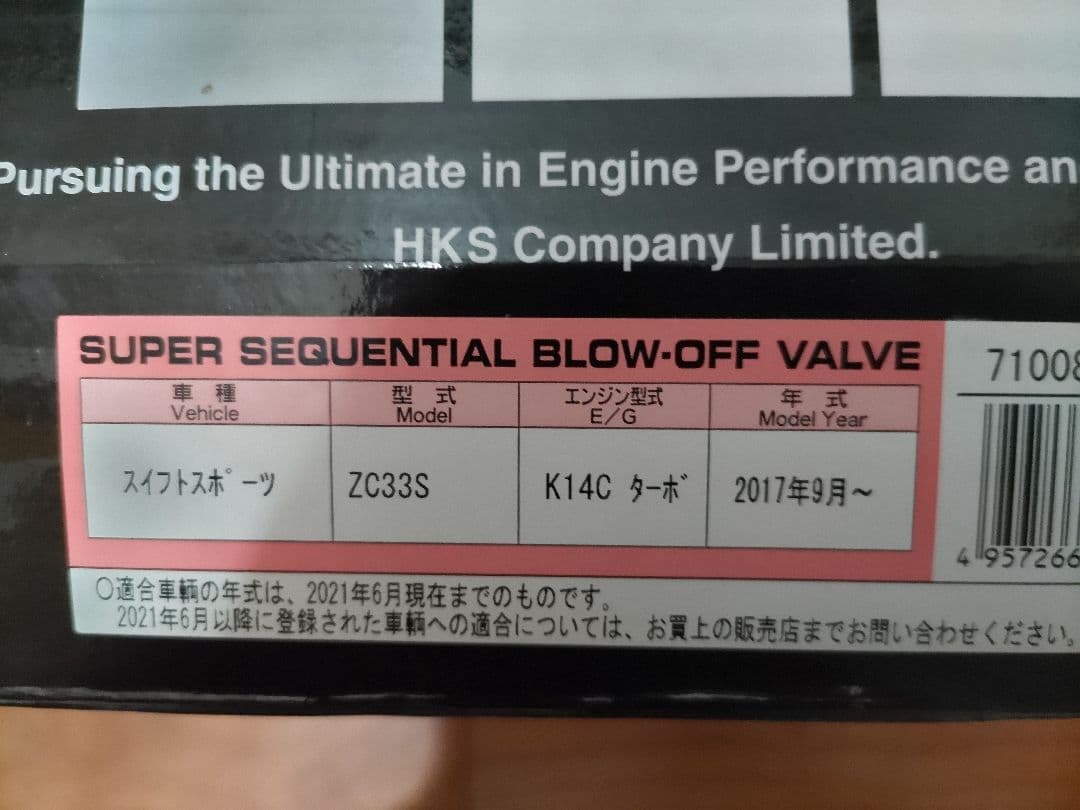 Pursuing the Ultimate in Engine Performance an
HKS Company Limited.
SUPER SEQUENTIAL BLOW-OFF VALVE
71008
車種 型式 エンジン型式 年式
Vehicle Model E/G Model Year
スイフトスポーツ ZC33S K14C ターボ 2017年9月～
4 957266
○適合車輌の年式は、2021年6月現在までのものです。
2021年6月以降に登録された車輌への適合については、お買上の販売店までお問い合わせください。